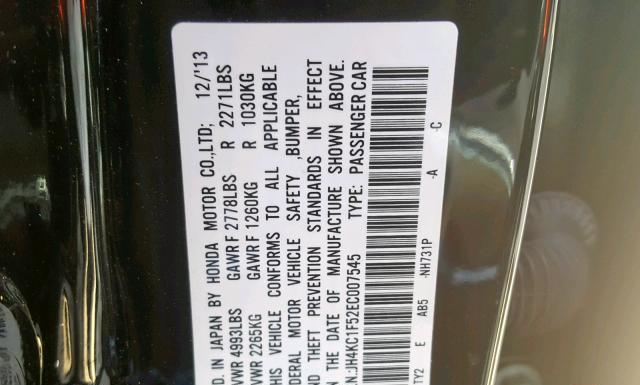 D. IN JAPAN BY HONDA MOTOR CO.,LTD; 12/'13
VWR 4993LBS GAWR F 2778LBS R 2271LBS
VWR 2265KG GAWR F 1260KG R 1030KG
HIS VEHICLE CONFORMS TO ALL APPLICABLE
DERAL MOTOR VEHICLE SAFETY ,BUMPER,
ND THEFT PREVENTION STANDARDS IN EFFECT
N THE DATE OF MANUFACTURE SHOWN ABOVE.
.N.:JH4KC1F52EC007545 TYPE: PASSENGER CAR
TY2 E AB5 -NH731P -A -C